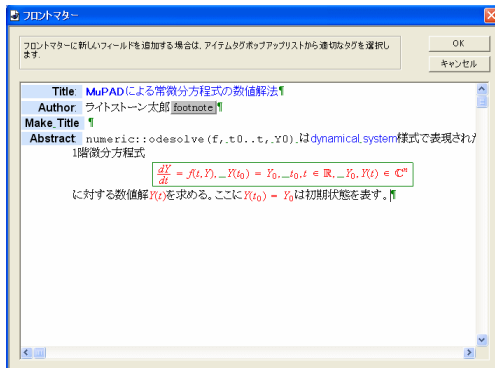 フロントマター
フロントマターに新しいフィールドを追加する場合は、アイテムタグポップアップリストから適切なタグを選択し
ます.
OK
キャンセル
Title: MuPADによる常微分方程式の数値解法¶
Author: ライトストーン太郎 footnote ¶
Make_Title ¶
Abstract: numeric::odesolve(f, t0..t, Y0) はdynamical system様式で表現された
1階微分方程式
dY/dt = f(t,Y), Y(t₀) = Y₀, t₀,t ∈ ℝ, Y₀, Y(t) ∈ ℂⁿ
に対する数値解Y(t)を求める。ここにY(t₀) = Y₀は初期状態を表す。¶